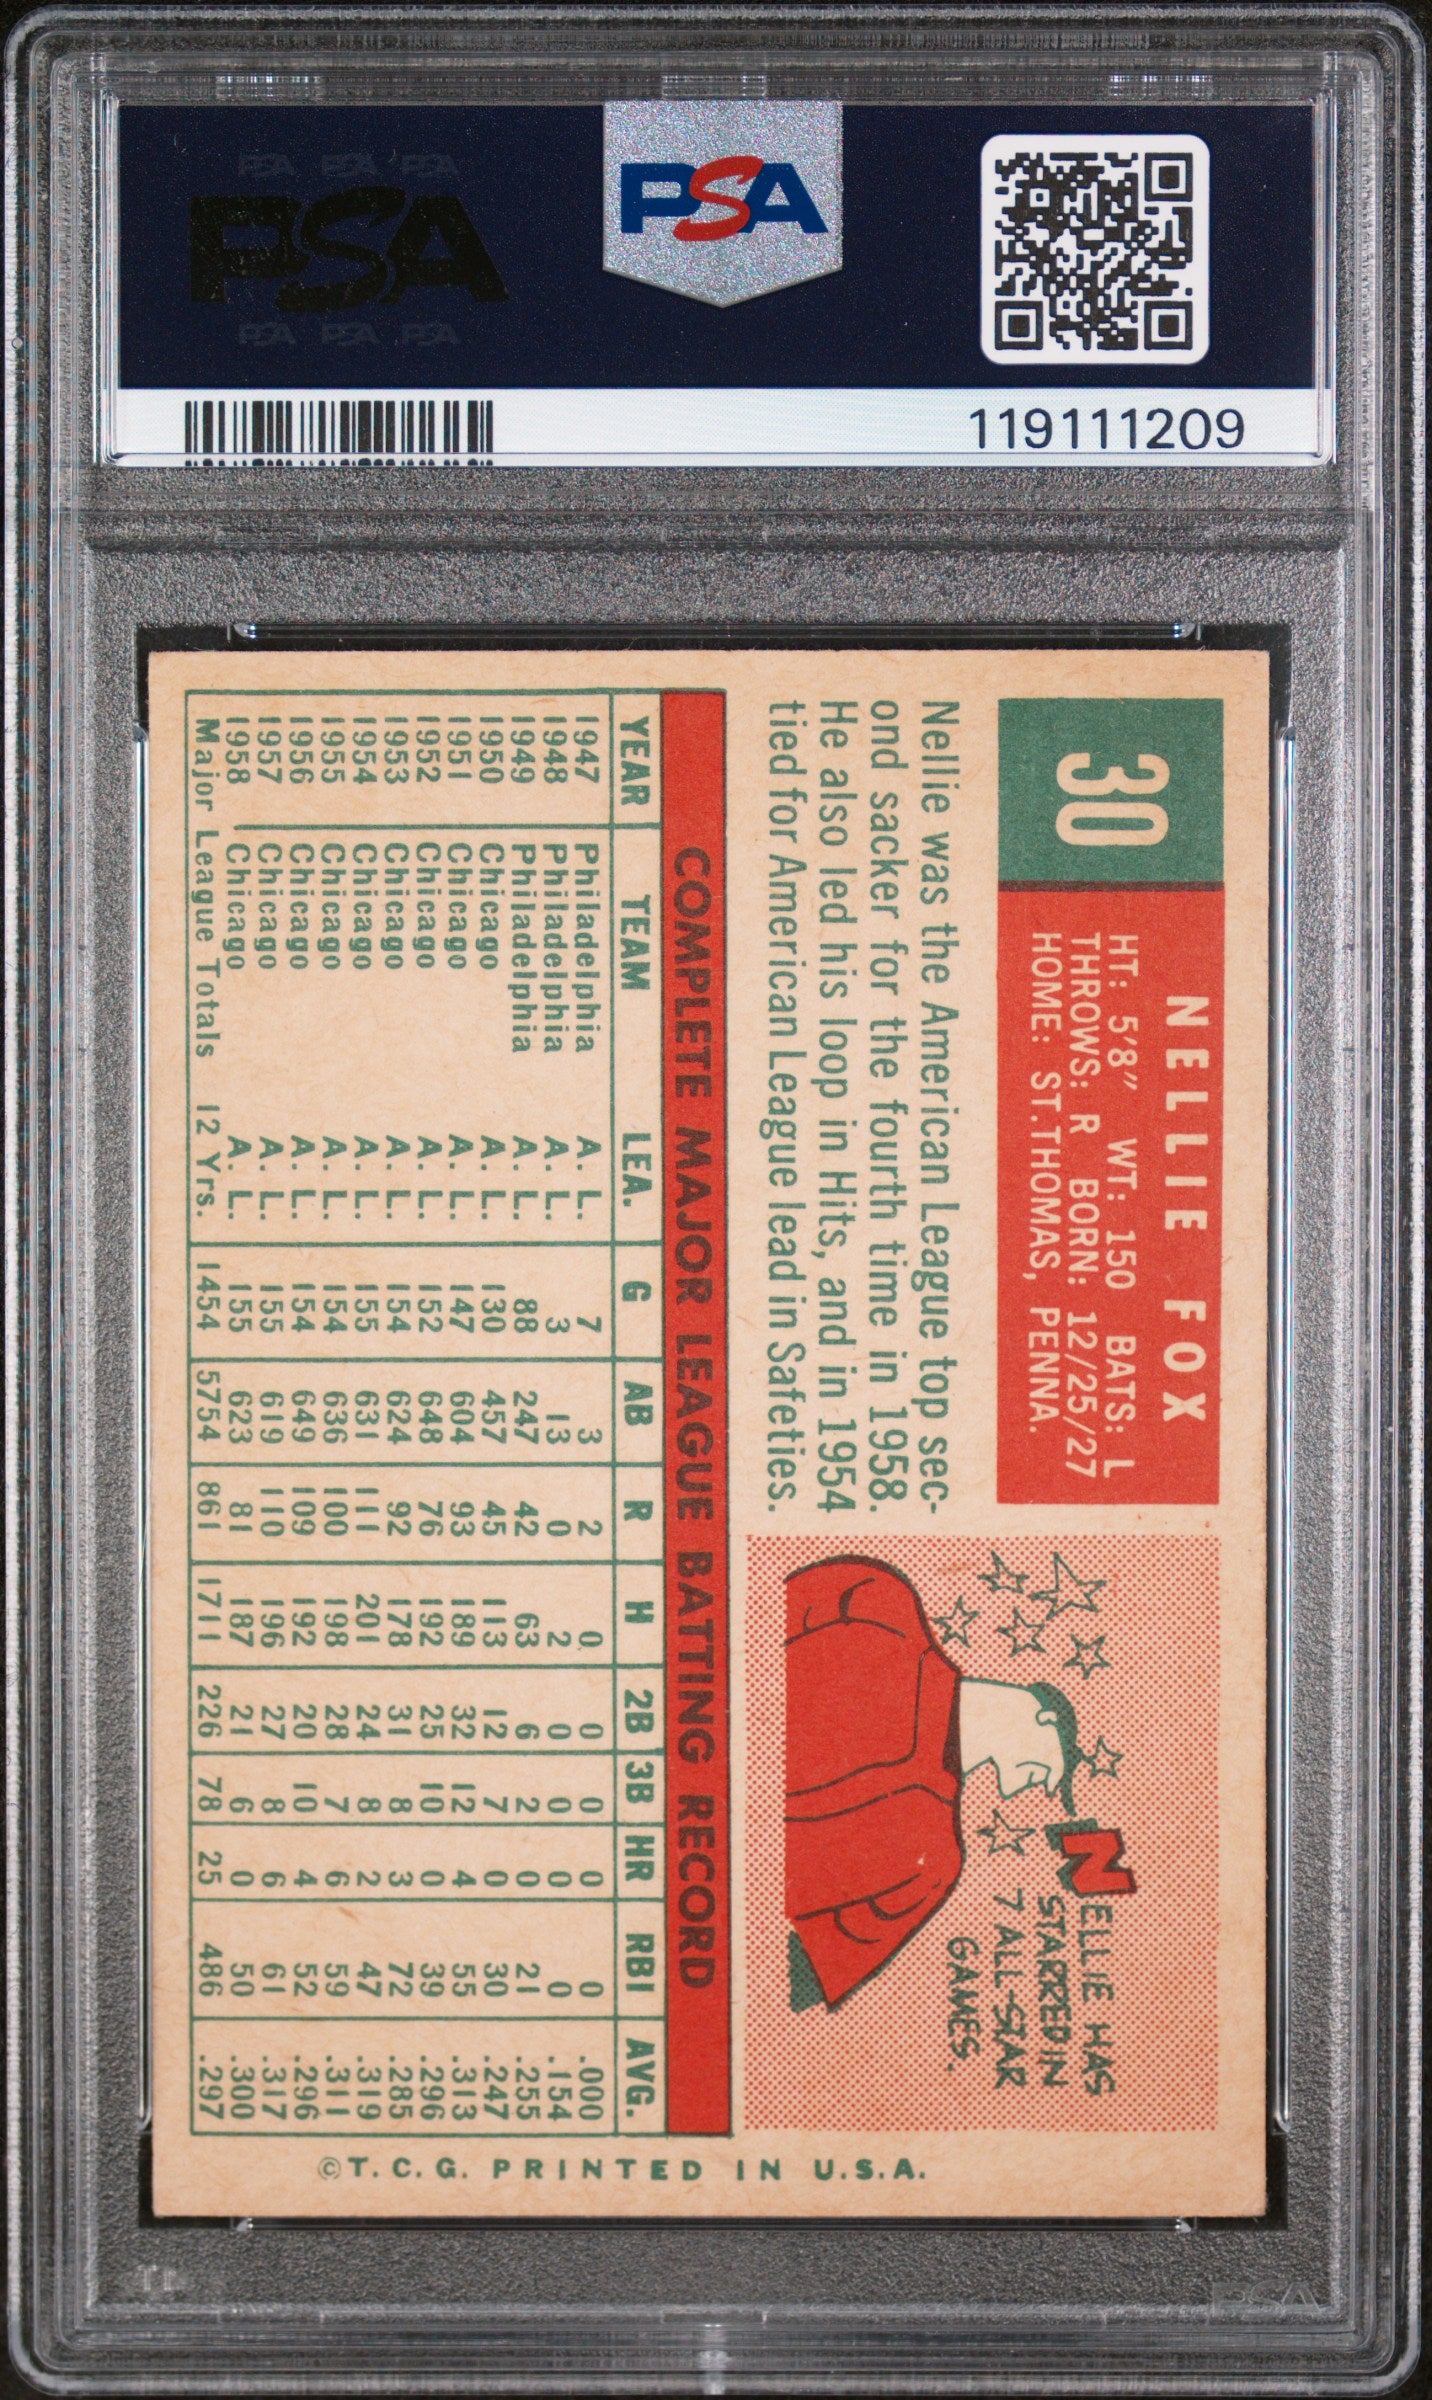 PSA PSA PSA
PSA
PSA PSA PSA
PSA
119111209
30
NELLIE FOX
HT: 5'8" WT: 150 BATS: L
THROWS: R BORN: 12/25/27
HOME: ST.THOMAS, PENNA.
Nellie was the American League top sec-
ond sacker for the fourth time in 1958.
He also led his loop in Hits, and in 1954
tied for American League lead in Safeties.
NELLIE HAS
STARRED IN
7 ALL-STAR
GAMES.
COMPLETE MAJOR LEAGUE BATTING RECORD
YEAR TEAM LEA. G AB R H 2B 3B HR RBI AVG.
1947 Philadelphia A. L. 7 3 2 0 0 0 0 0 .000
1948 Philadelphia A. L. 3 13 0 2 0 0 0 0 .154
1949 Philadelphia A. L. 88 247 42 63 6 2 0 21 .255
1950 Chicago A. L. 130 457 45 113 12 7 0 30 .247
1951 Chicago A. L. 147 604 93 189 32 12 4 55 .313
1952 Chicago A. L. 152 648 76 192 25 10 0 39 .296
1953 Chicago A. L. 154 624 92 178 31 8 3 72 .285
1954 Chicago A. L. 155 631 111 201 24 8 2 47 .319
1955 Chicago A. L. 154 636 100 198 28 7 6 59 .311
1956 Chicago A. L. 154 649 109 192 20 10 4 52 .296
1957 Chicago A. L. 155 619 110 196 27 8 6 61 .317
1958 Chicago A. L. 155 623 81 187 21 6 0 50 .300
Major League Totals 12 Yrs. 1454 5754 861 1711 226 78 25 486 .297
©T. C. G. PRINTED IN U.S.A.
PSA